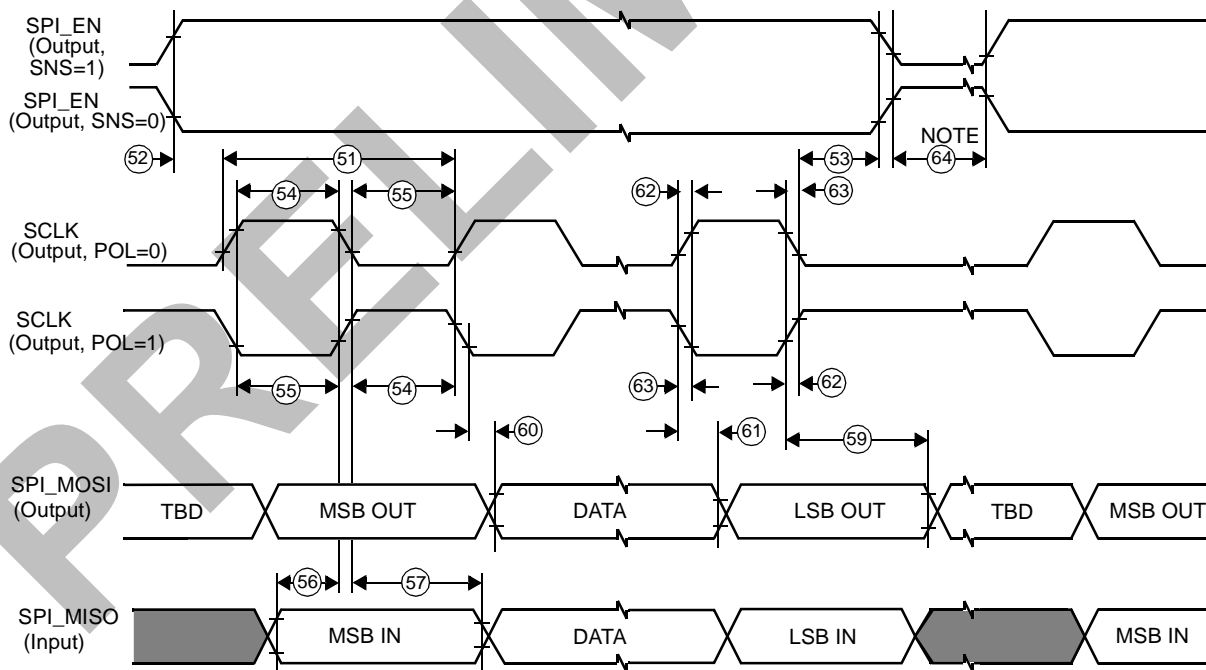 SPI_EN
(Output,
SNS=1)
SPI_EN
(Output, SNS=0)
NOTE
52
51
53
64
54
55
62
63
SCLK
(Output, POL=0)
SCLK
(Output, POL=1)
55
54
63
62
60
61
59
SPI_MOSI
(Output)
TBD
MSB OUT
DATA
LSB OUT
TBD
MSB OUT
56
57
SPI_MISO
(Input)
MSB IN
DATA
LSB IN
MSB IN
PRELIM